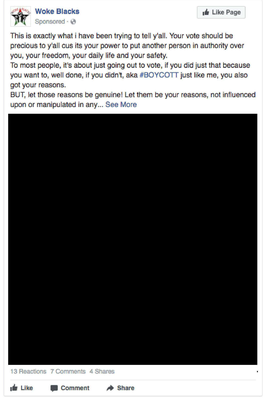 Woke Blacks
Sponsored ·
Like Page
This is exactly what i have been trying to tell y'all. Your vote should be
precious to y'all cus its your power to put another person in authority over
you, your freedom, your daily life and your safety.
To most people, it's about just going out to vote, if you did just that because
you want to, well done, if you didn't, aka #BOYCOTT just like me, you also
got your reasons.
BUT, let those reasons be genuine! Let them be your reasons, not influenced
upon or manipulated in any... See More
13 Reactions 7 Comments 4 Shares
Like Comment Share